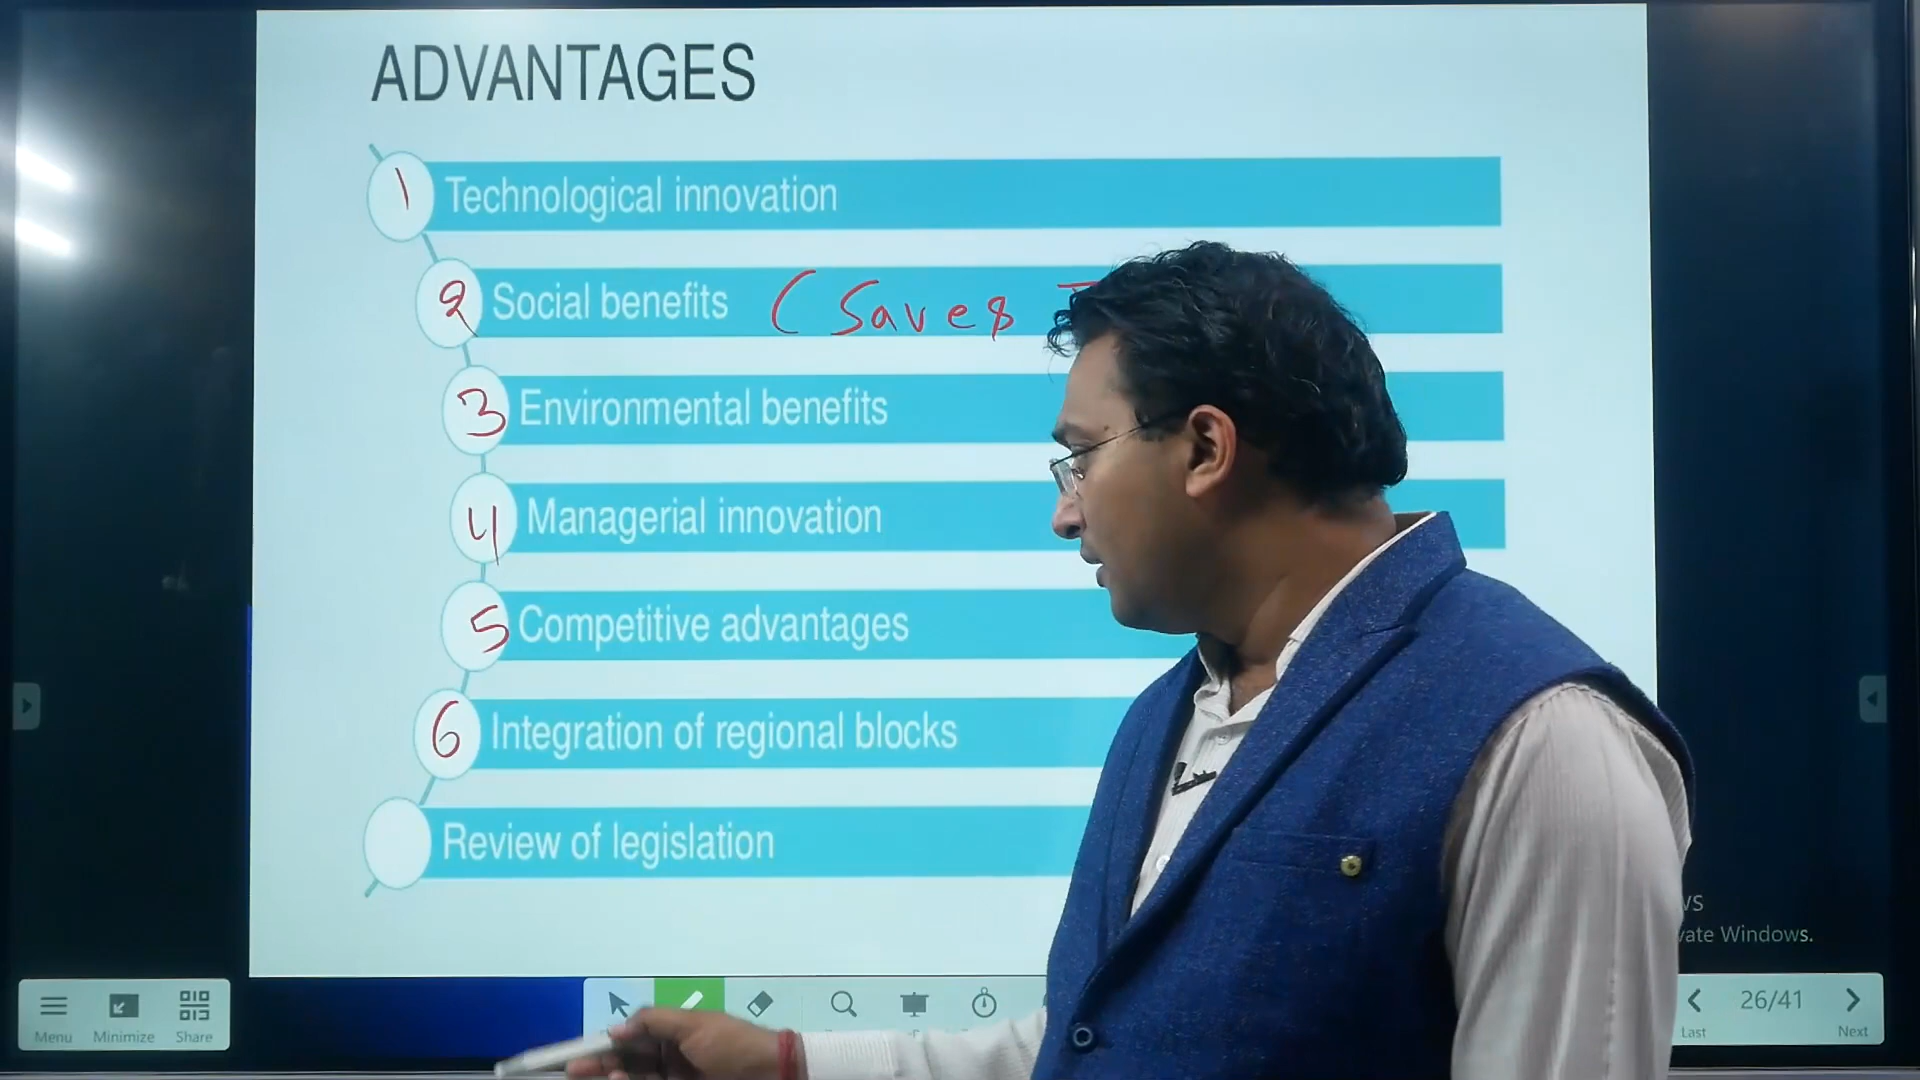 ADVANTAGES
1 Technological innovation
2 Social benefits (Saves
3 Environmental benefits
4 Managerial innovation
5 Competitive advantages
6 Integration of regional blocks
Review of legislation
vate Windows.
Menu Minimize Share
26/41
Last Next